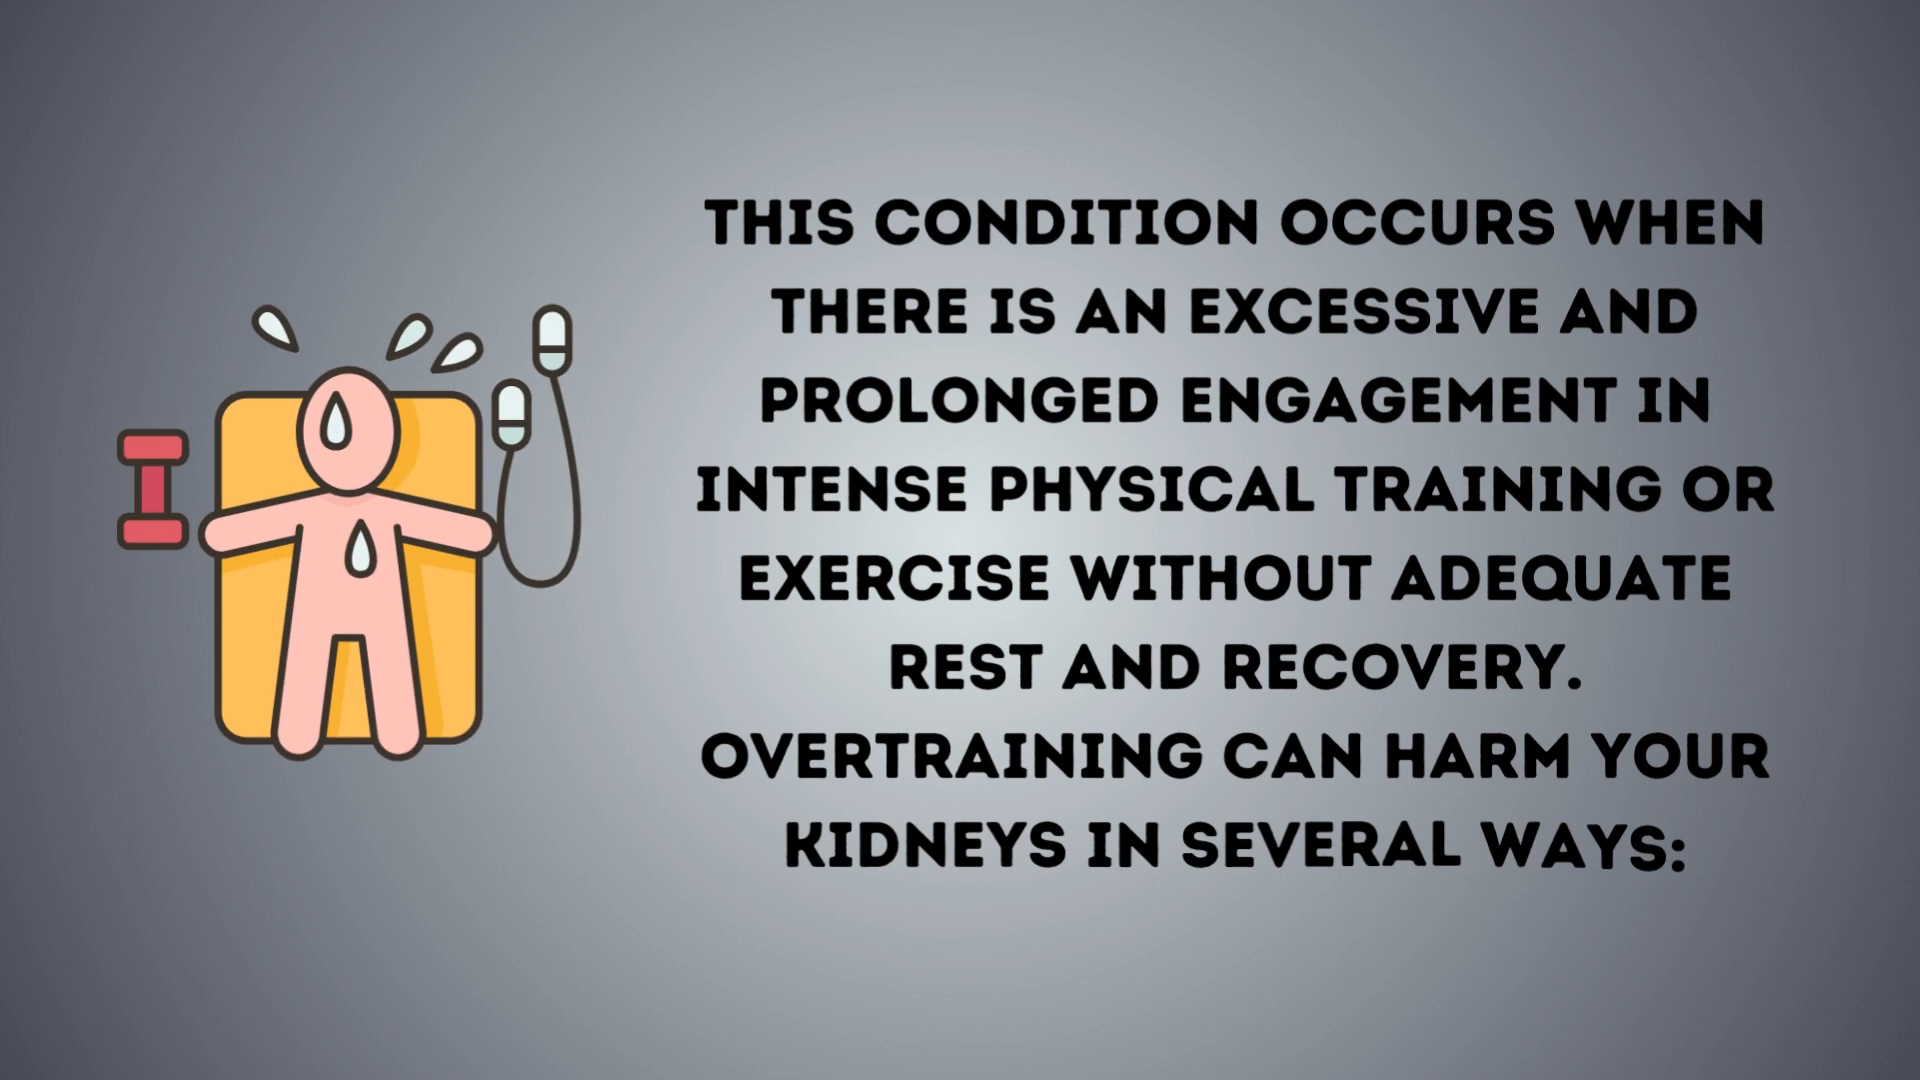 THIS CONDITION OCCURS WHEN
THERE IS AN EXCESSIVE AND
PROLONGED ENGAGEMENT IN
INTENSE PHYSICAL TRAINING OR
EXERCISE WITHOUT ADEQUATE
REST AND RECOVERY.
OVERTRAINING CAN HARM YOUR
KIDNEYS IN SEVERAL WAYS: